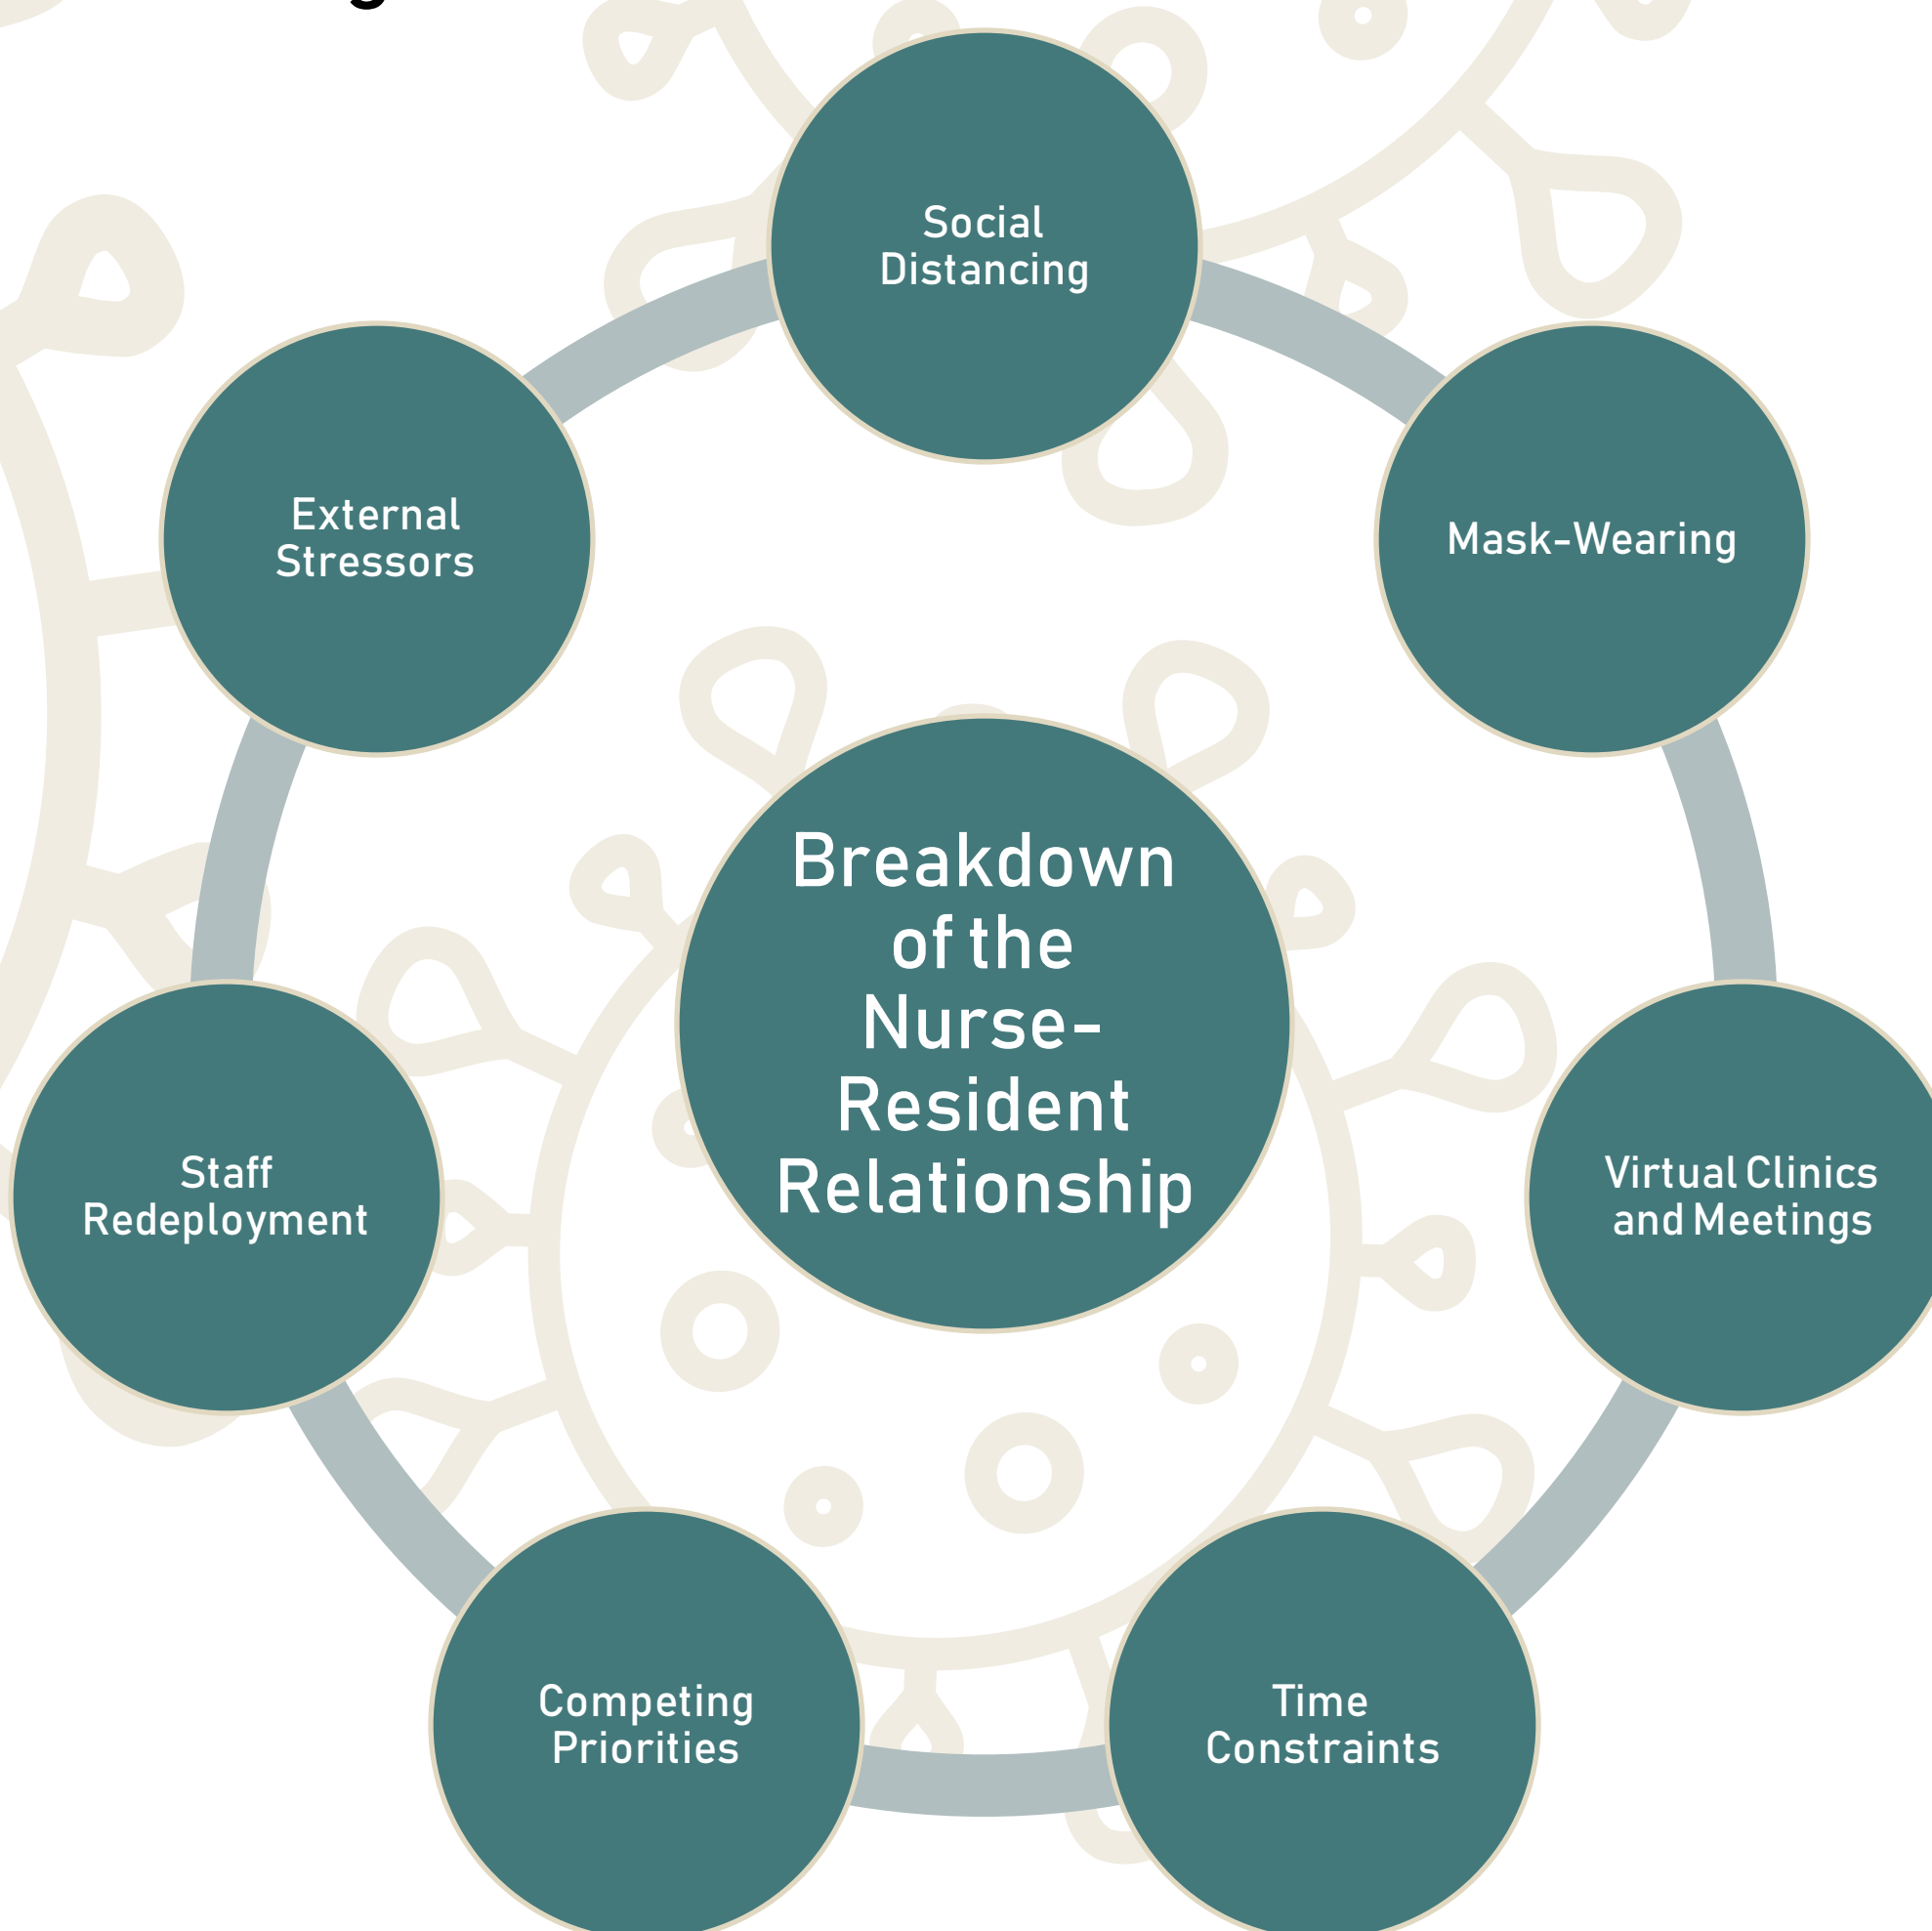 Social
Distancing
External
Stressors
Mask-Wearing
Breakdown
of the
Nurse-
Resident
Relationship
Staff
Redeployment
Virtual Clinics
and Meetings
Competing
Priorities
Time
Constraints